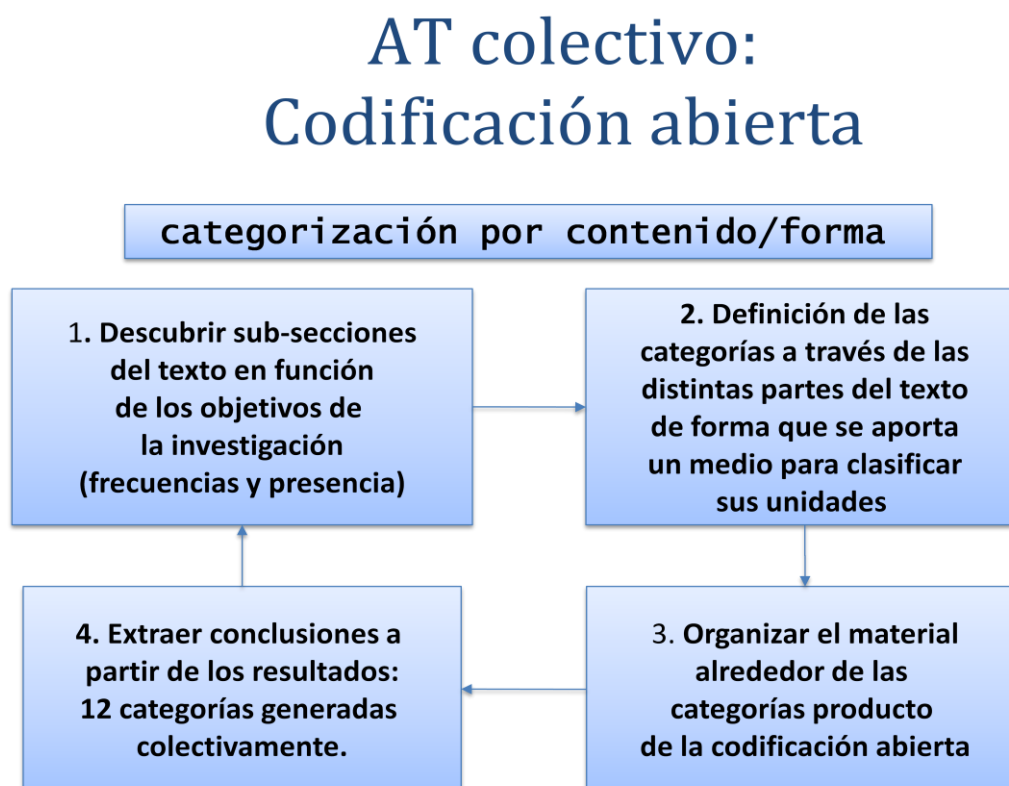 AT colectivo:
Codificación abierta
categorización por contenido/forma
1. Descubrir sub-secciones
del texto en función
de los objetivos de
la investigación
(frecuencias y presencia)
2. Definición de las
categorías a través de las
distintas partes del texto
de forma que se aporta
un medio para clasificar
sus unidades
3. Organizar el material
alrededor de las
categorías producto
de la codificación abierta
4. Extraer conclusiones a
partir de los resultados:
12 categorías generadas
colectivamente.